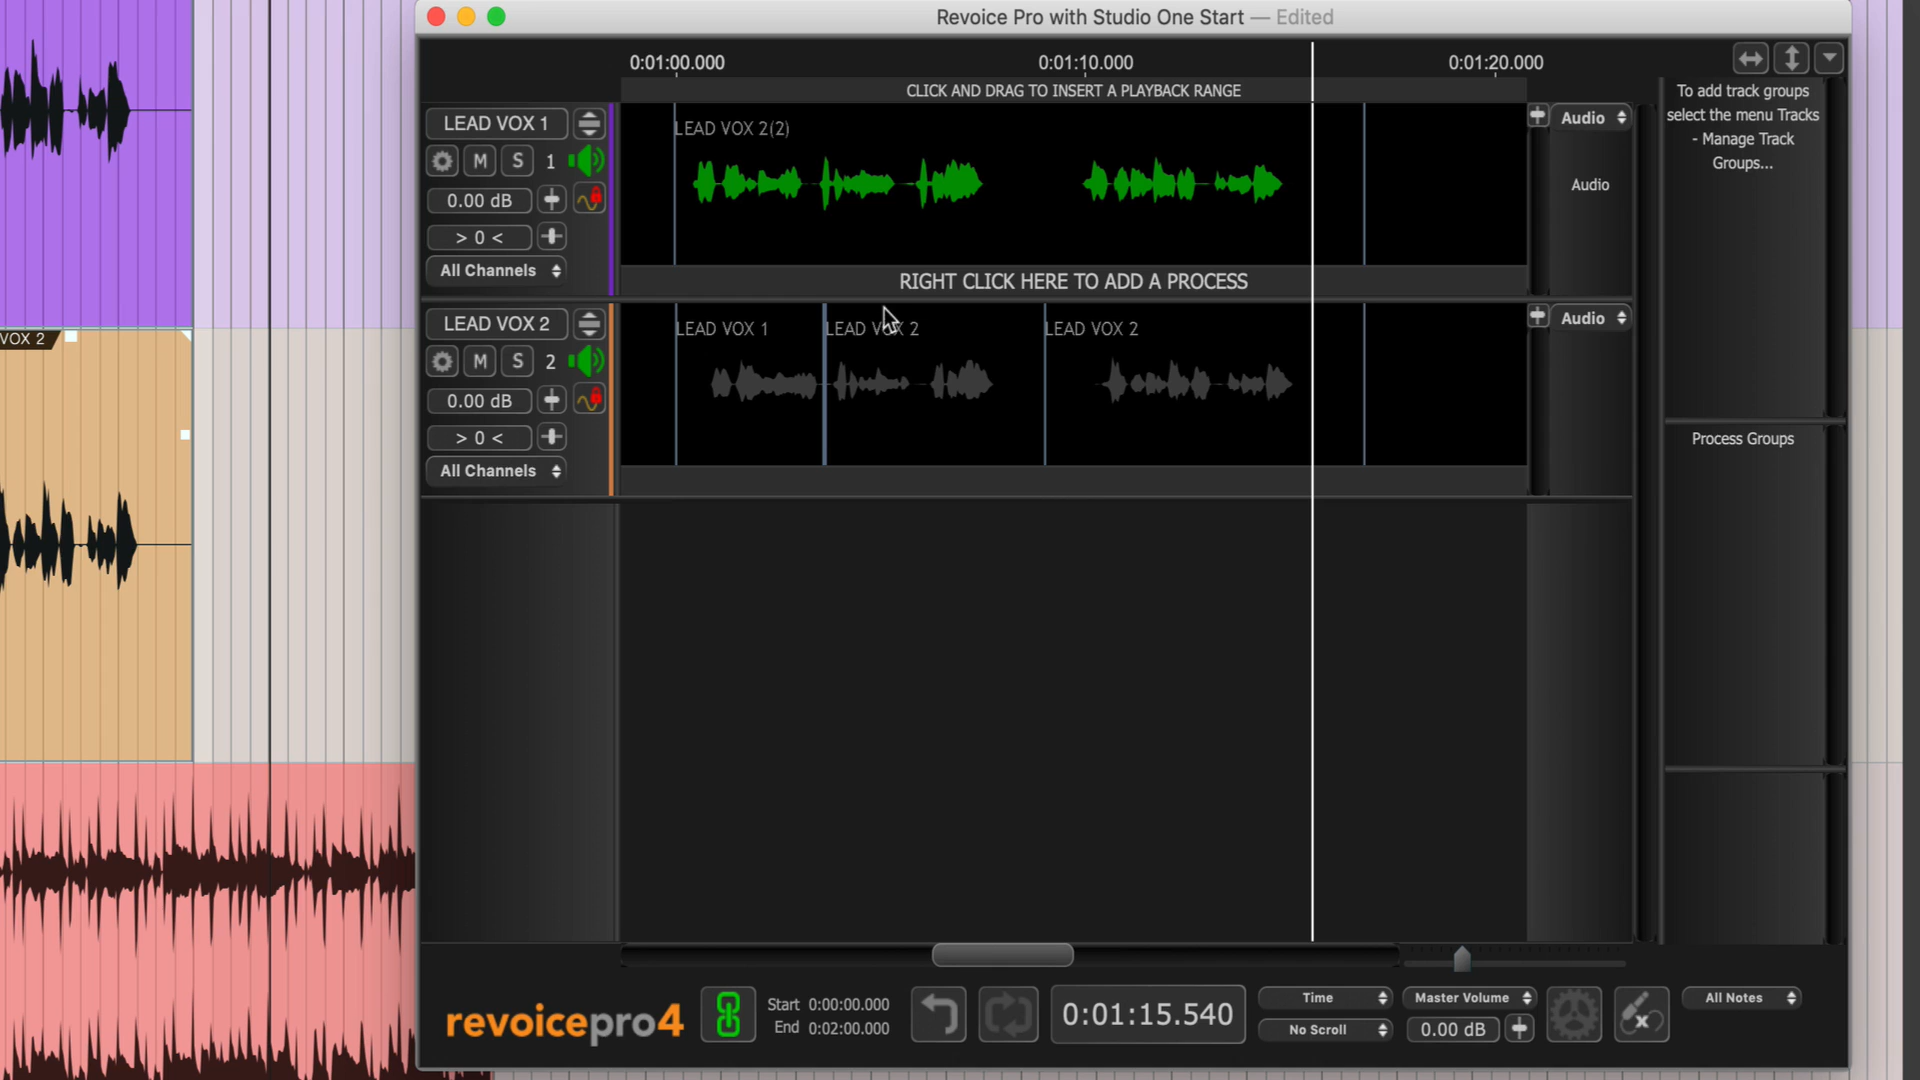 Revoice Pro with Studio One Start — Edited
0:01:00.000
0:01:10.000
0:01:20.000
CLICK AND DRAG TO INSERT A PLAYBACK RANGE
To add track groups
select the menu Tracks
- Manage Track
Groups...
LEAD VOX 1
LEAD VOX 2(2)
Audio
M
S
1
Audio
0.00 dB
> 0 <
All Channels
RIGHT CLICK HERE TO ADD A PROCESS
VOX 2
LEAD VOX 2
LEAD VOX 1
LEAD VOX 2
LEAD VOX 2
Audio
M
S
2
0.00 dB
> 0 <
All Channels
Process Groups
revoicepro4
Start 0:00:00.000
End 0:02:00.000
0:01:15.540
Time
No Scroll
Master Volume
0.00 dB
x
All Notes